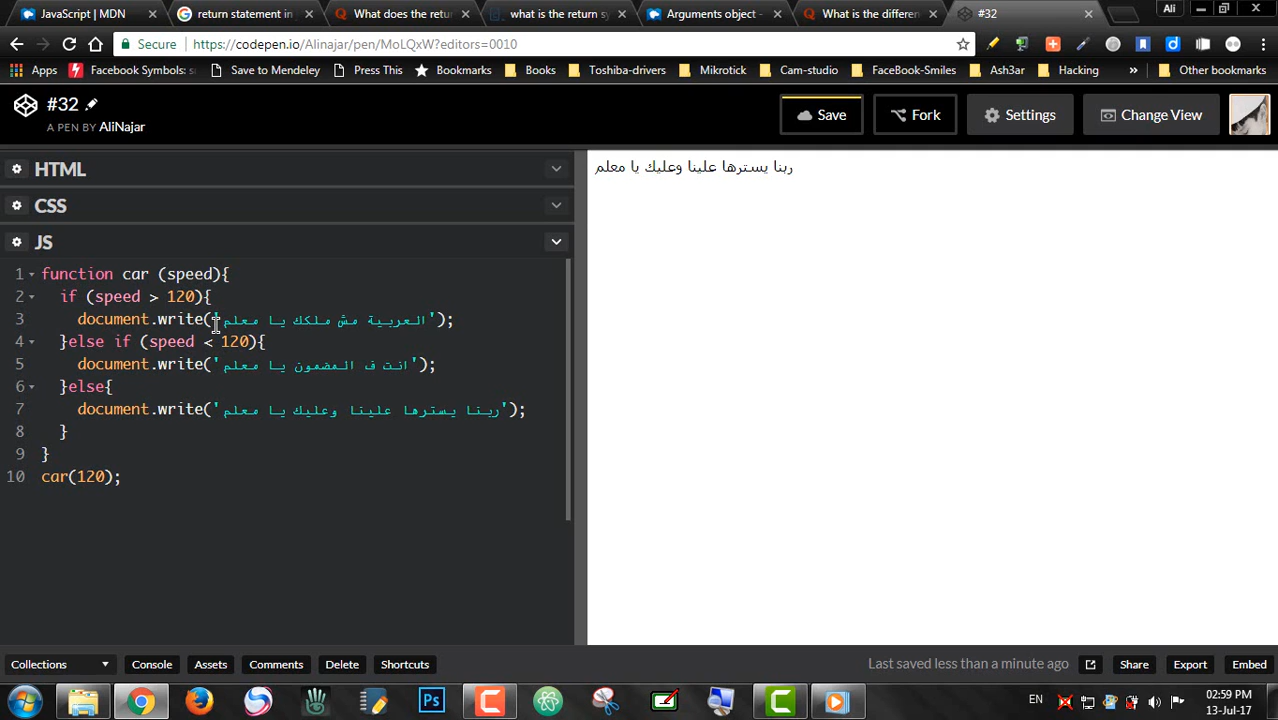 JavaScript | MDN
return statement in
What does the retu
what is the return sy
Arguments object -
What is the differen
#32
Ali
Secure
https://codepen.io/Alinajar/pen/MoLQxW?editors=0010
Apps
Facebook Symbols: s
Save to Mendeley
Press This
Bookmarks
Books
Toshiba-drivers
Mikrotick
Cam-studio
FaceBook-Smiles
Ash3ar
Hacking
»
Other bookmarks
#32
A PEN BY AliNajar
Save
Fork
Settings
Change View
HTML
CSS
JS
1 function car (speed){
2 if (speed > 120){
3 document.write('العربية مش ملكك يا معلم');
4 }else if (speed < 120){
5 document.write('انت ف المضمون يا معلم');
6 }else{
7 document.write('ربنا يسترها علينا وعليك يا معلم');
8 }
9 }
10 car(120);
ربنا يسترها علينا وعليك يا معلم
Collections
Console
Assets
Comments
Delete
Shortcuts
Last saved less than a minute ago
Share
Export
Embed
Ps
EN
02:59 PM
13-Jul-17